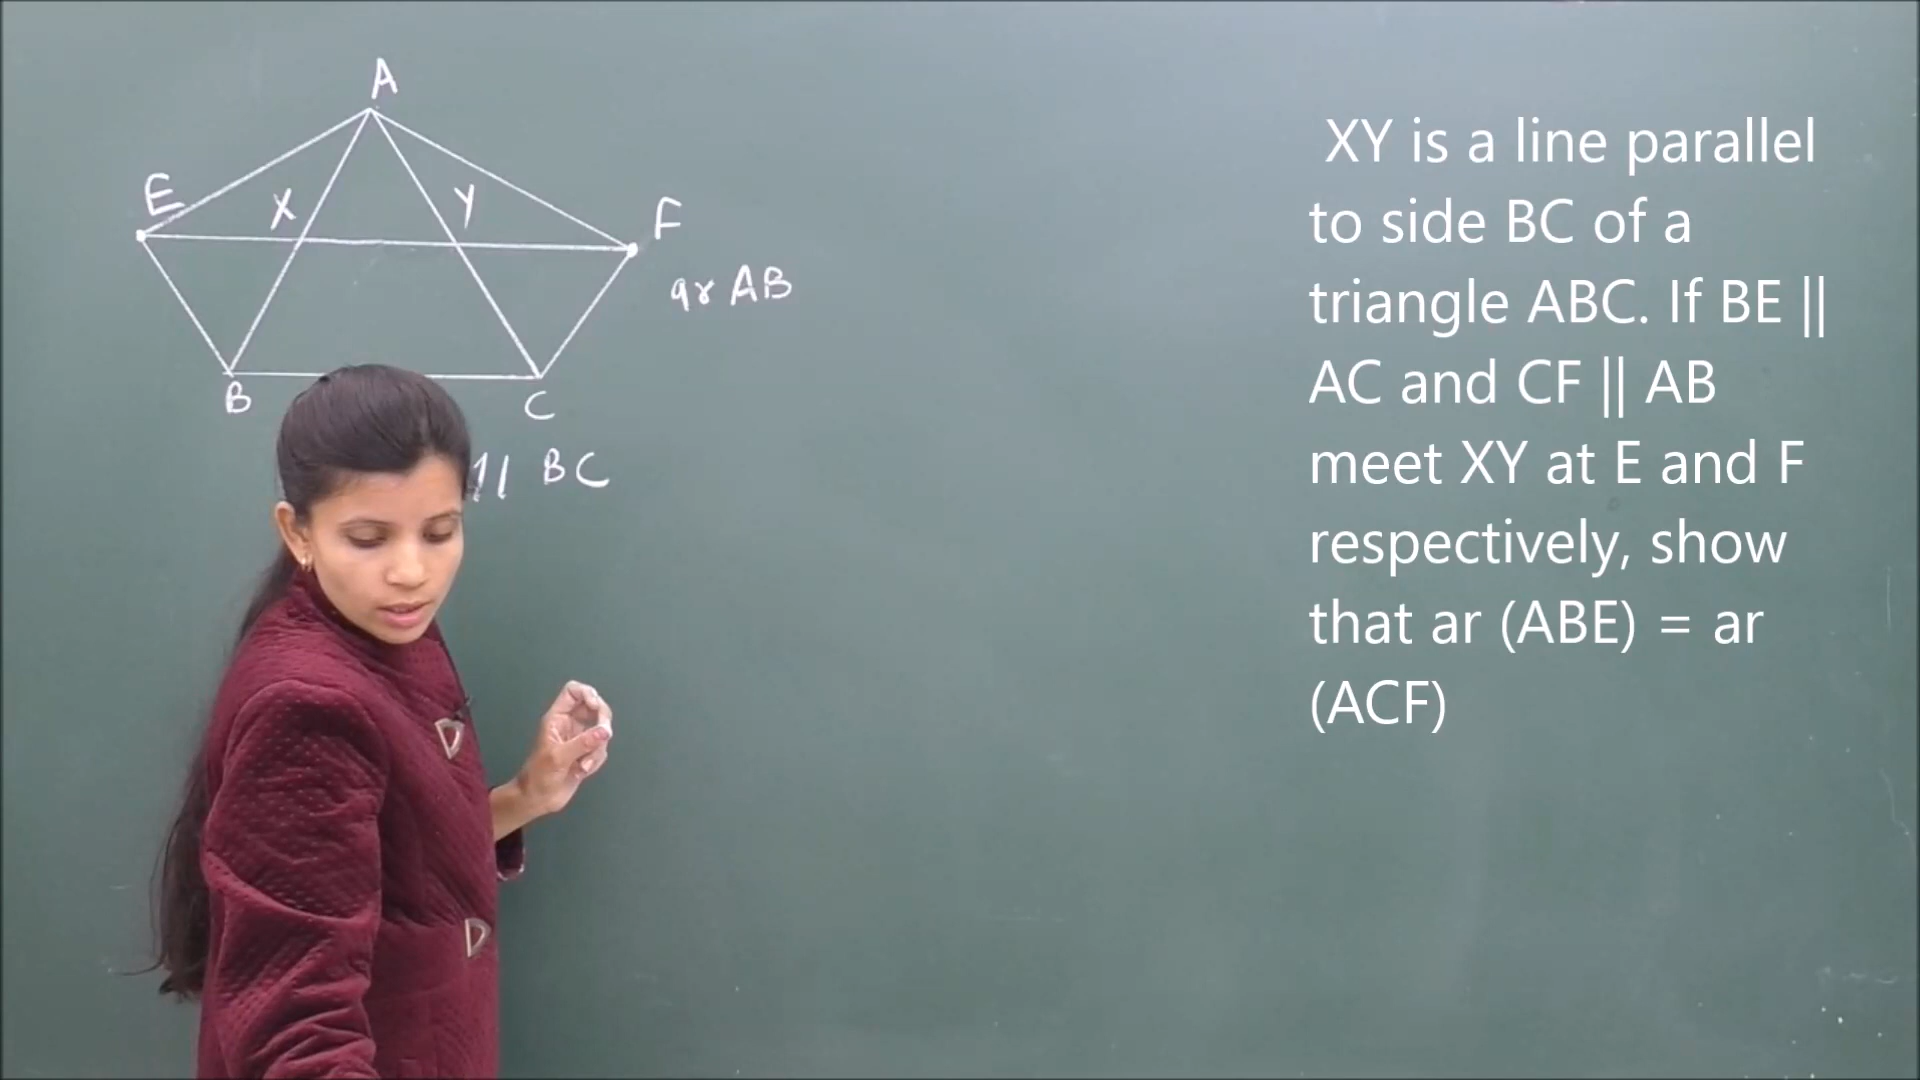 A
E
X
Y
F
ar AB
B
C
|| BC
XY is a line parallel
to side BC of a
triangle ABC. If BE ||
AC and CF || AB
meet XY at E and F
respectively, show
that ar (ABE) = ar
(ACF)